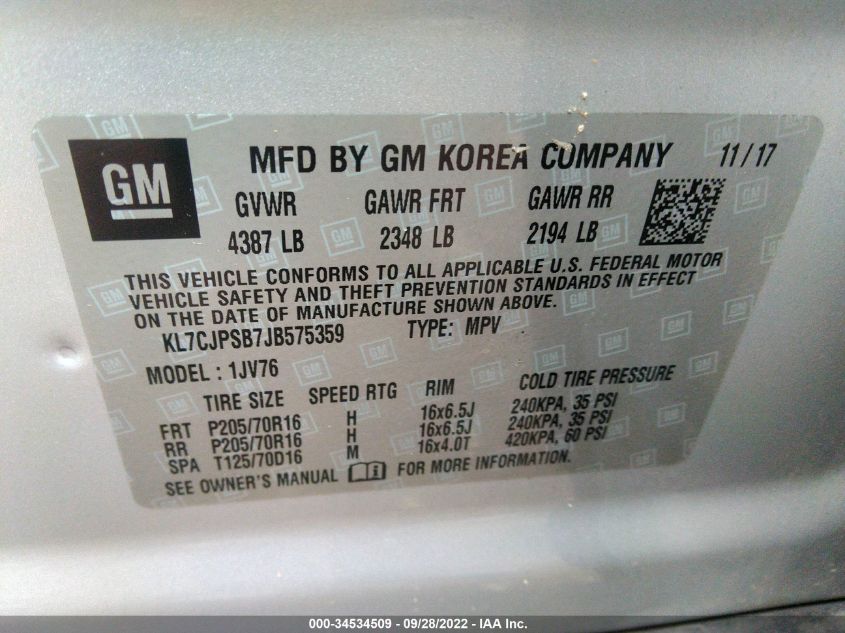 GM
MFD BY GM KOREA COMPANY 11/17
GVWR GAWR FRT GAWR RR
4387 LB 2348 LB 2194 LB
THIS VEHICLE CONFORMS TO ALL APPLICABLE U.S. FEDERAL MOTOR
VEHICLE SAFETY AND THEFT PREVENTION STANDARDS IN EFFECT
ON THE DATE OF MANUFACTURE SHOWN ABOVE.
KL7CJPSB7JB575359 TYPE: MPV
MODEL : 1JV76
TIRE SIZE SPEED RTG RIM COLD TIRE PRESSURE
FRT P205/70R16 H 16x6.5J 240KPA, 35 PSI
RR P205/70R16 H 16x6.5J 240KPA, 35 PSI
SPA T125/70D16 M 16x4.0T 420KPA, 60 PSI
SEE OWNER'S MANUAL FOR MORE INFORMATION.
000-34534509 - 09/28/2022 - IAA Inc.